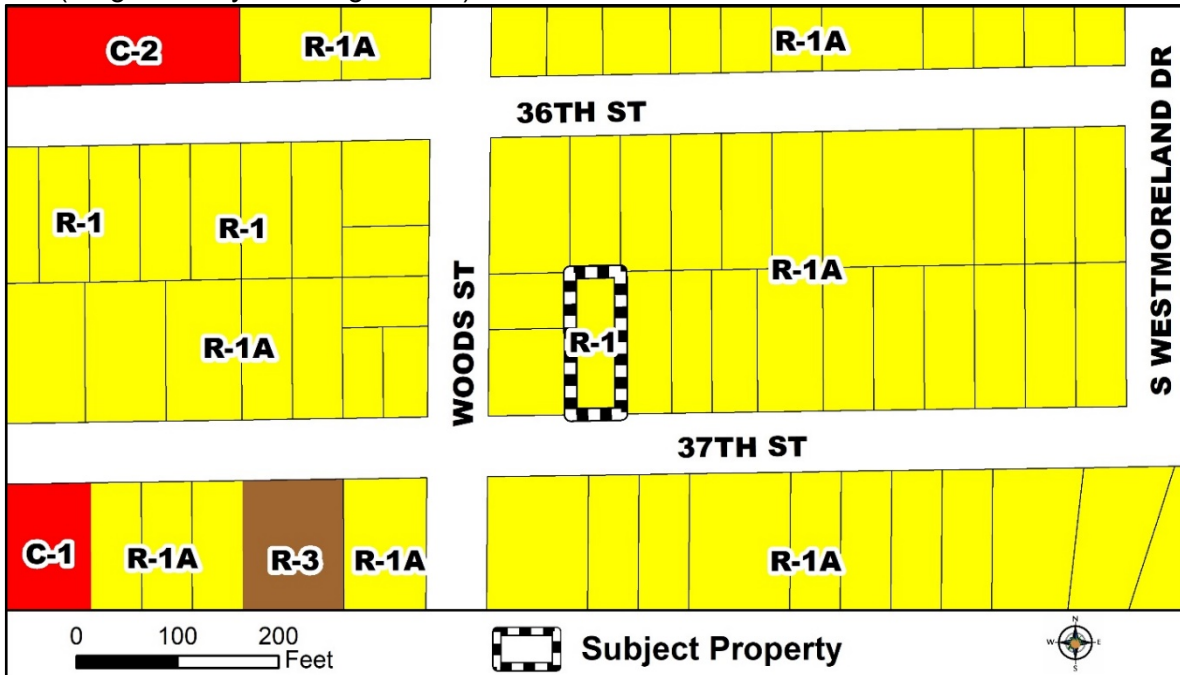 C-2
R-1A
R-1A
36TH ST
S WESTMORELAND DR
R-1
R-1
R-1A
WOODS ST
R-1
R-1A
37TH ST
C-1
R-1A
R-3
R-1A
R-1A
0 100 200
Feet
Subject Property
N
W E
S